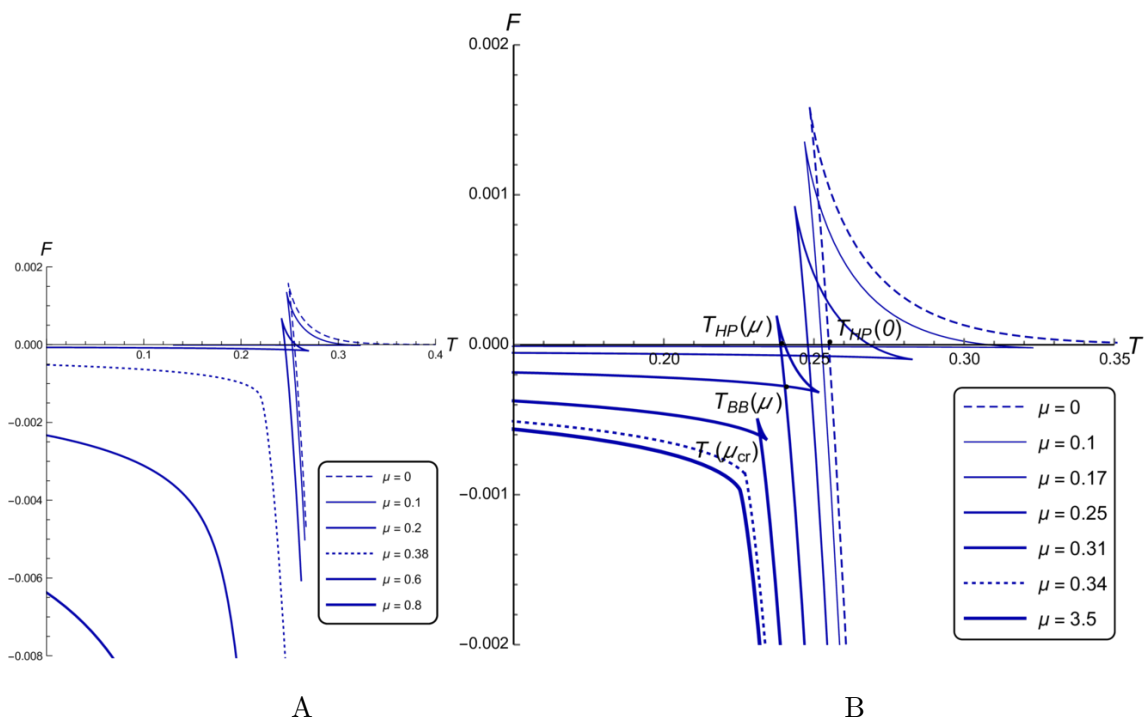 F
0.002
0.000
0.1
0.2
0.3
0.4
T
−0.002
−0.004
−0.006
−0.008
μ = 0
μ = 0.1
μ = 0.2
μ = 0.38
μ = 0.6
μ = 0.8
A
F
0.002
0.001
0.000
0.20
0.25
0.30
0.35
T
−0.001
−0.002
T_HP(μ)
T_HP(0)
T_BB(μ)
T (μ_cr)
μ = 0
μ = 0.1
μ = 0.17
μ = 0.25
μ = 0.31
μ = 0.34
μ = 3.5
B